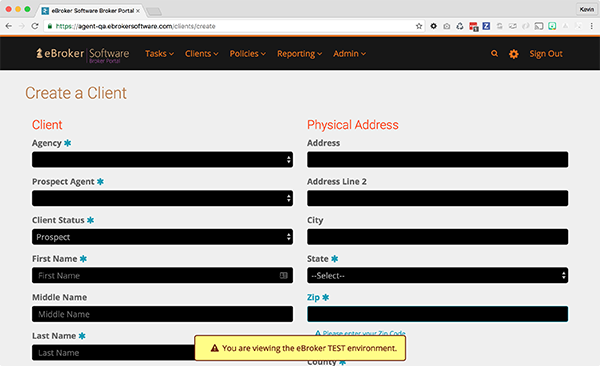 eBroker Software Broker Portal
Kevin
https://agent-qa.ebrokersoftware.com/clients/create
eBroker Software
Broker Portal
Tasks
Clients
Policies
Reporting
Admin
Sign Out
Create a Client
Client
Agency *
Prospect Agent *
Client Status *
Prospect
First Name *
First Name
Middle Name
Middle Name
Last Name *
Last Name
Physical Address
Address
Address Line 2
City
State *
--Select--
Zip *
Please enter your Zip Code
County *
You are viewing the eBroker TEST environment.